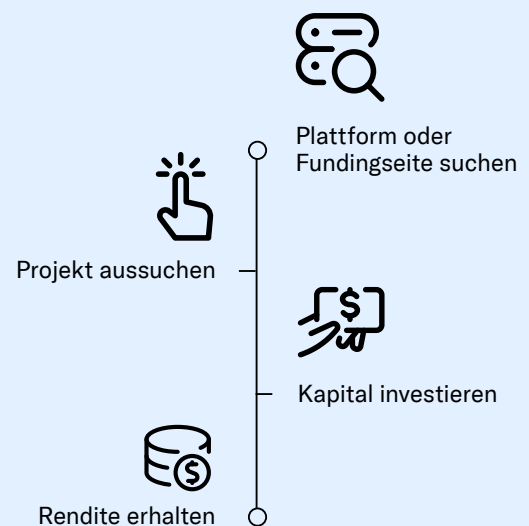 Plattform oder
Fundingseite suchen
Projekt aussuchen
$
Kapital investieren
$
Rendite erhalten